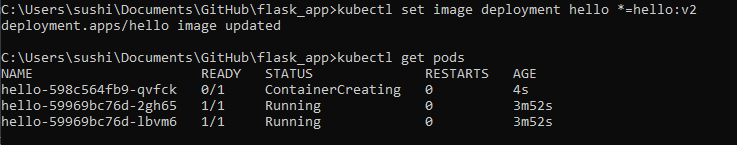 C:\Users\sushi\Documents\GitHub\flask_app>kubectl set image deployment hello *=hello:v2
deployment.apps/hello image updated
C:\Users\sushi\Documents\GitHub\flask_app>kubectl get pods
NAME READY STATUS RESTARTS AGE
hello-598c564fb9-qvfck 0/1 ContainerCreating 0 4s
hello-59969bc76d-2gh65 1/1 Running 0 3m52s
hello-59969bc76d-lbvm6 1/1 Running 0 3m52s